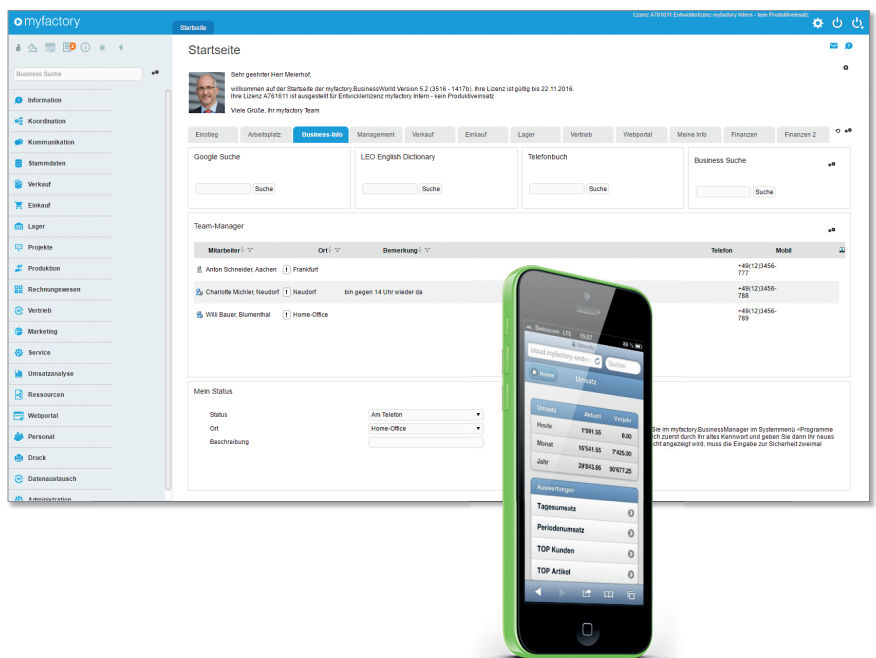 myfactory
Startseite
Lizenz A761611 Entwicklerlizenz myfactory Intern - kein Produktiveinsatz
2
Business Suche
Information
Koordination
Kommunikation
Stammdaten
Verkauf
Einkauf
Lager
Projekte
Produktion
Rechnungswesen
Vertrieb
Marketing
Service
Umsatzanalyse
Ressourcen
Webportal
Personal
Druck
Datenaustausch
Administration
Startseite
Sehr geehrter Herr Meierhof,
willkommen auf der Startseite der myfactory.BusinessWorld Version 5.2 (3516 - 1417b). Ihre Lizenz ist gültig bis 22.11.2016.
Ihre Lizenz A761611 ist ausgestellt für Entwicklerlizenz myfactory Intern - kein Produktiveinsatz
Viele Grüße, Ihr myfactory Team
Einstieg Arbeitsplatz Business-Info Management Verkauf Einkauf Lager Vertrieb Webportal Meine Info Finanzen Finanzen 2
Google Suche LEO English Dictionary Telefonbuch Business Suche
Suche Suche Suche Suche
Team-Manager
Mitarbeiter Ort Bemerkung Telefon Mobil
Anton Schneider, Aachen ! Frankfurt +49(12)3456-
777
Charlotte Michler, Neudorf ! Neudorf bin gegen 14 Uhr wieder da +49(12)3456-
788
Willi Bauer, Blumenthal ! Home-Office +49(12)3456-
789
Mein Status
Status Am Telefon
Ort Home-Office
Beschreibung
Sie im myfactory.BusinessManager im Systemmenü <Programme
ich zuerst durch Ihr altes Kennwort und geben Sie dann Ihr neues
cht angezeigt wird, muss die Eingabe zur Sicherheit zweimal
Swisscom LTE 15:57 86 %
Umsatz
cloud.myfactory-ondem Suchen
Home Umsatz
Umsatz Aktuell Vorjahr
Heute 1'991.55 0.00
Monat 16'541.55 7'425.00
Jahr 39'843.86 90'677.25
Auswertungen
Tagesumsatz
Periodenumsatz
TOP Kunden
TOP Artikel